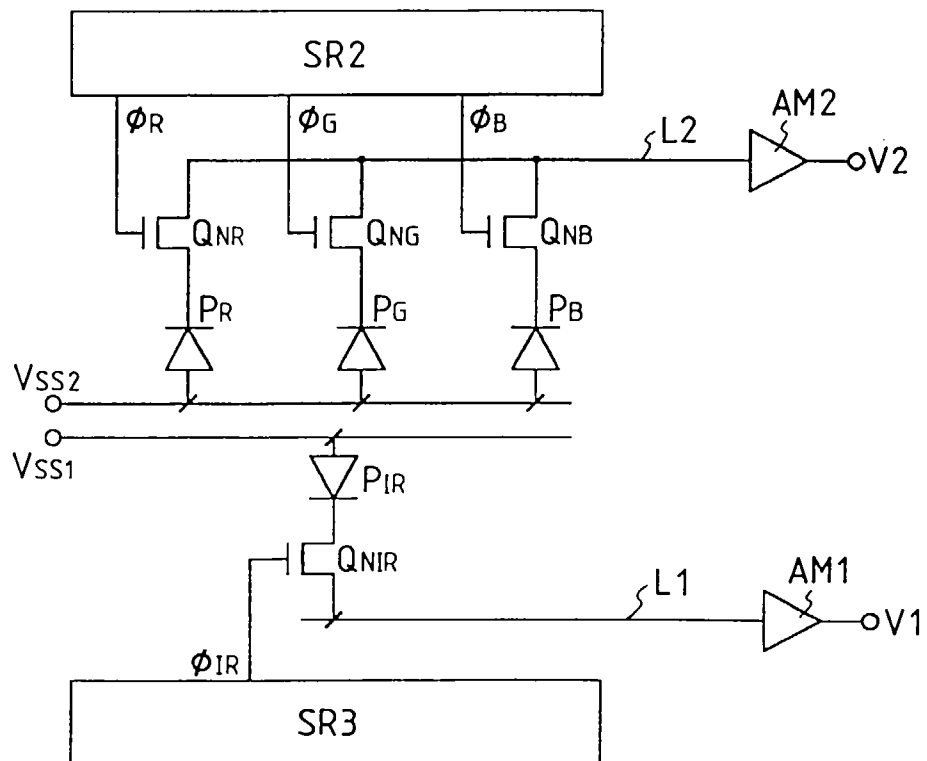 SR2
ϕR ϕG ϕB
L2 AM2
V2
QNR QNG QNB
PR PG PB
VSS2
VSS1
PIR
QNIR
L1 AM1
V1
ϕIR
SR3